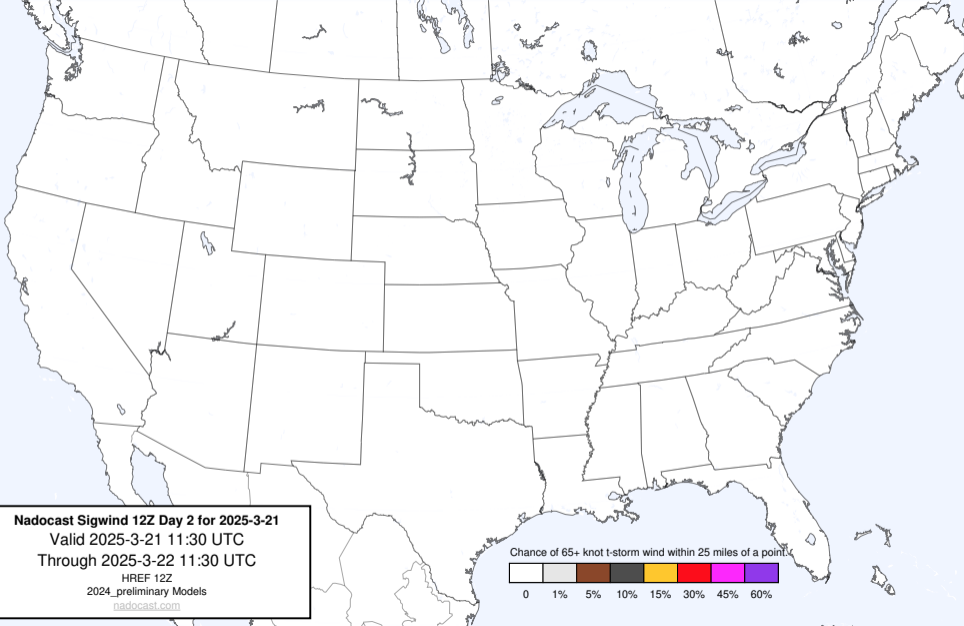 Nadocast Sigwind 12Z Day 2 for 2025-3-21
Valid 2025-3-21 11:30 UTC
Through 2025-3-22 11:30 UTC
HREF 12Z
2024_preliminary Models
nadocast.com
Chance of 65+ knot t-storm wind within 25 miles of a point.
0 1% 5% 10% 15% 30% 45% 60%